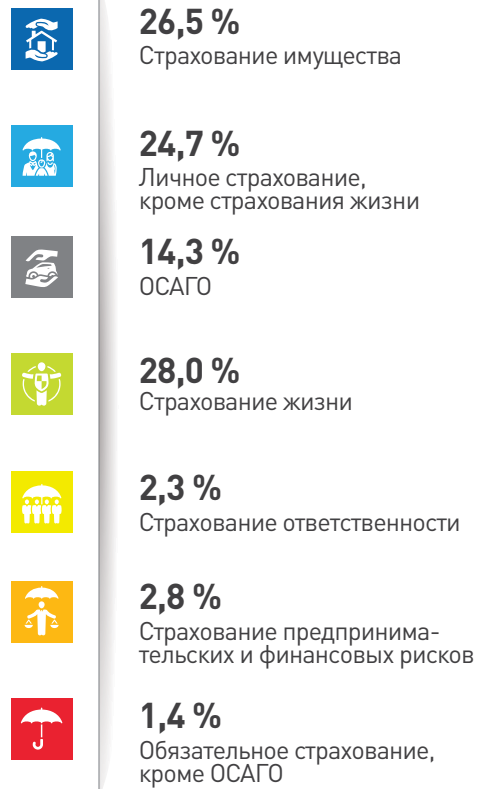 26,5 %
Страхование имущества
24,7 %
Личное страхование,
кроме страхования жизни
14,3 %
ОСАГО
28,0 %
Страхование жизни
2,3 %
Страхование ответственности
2,8 %
Страхование предпринима-
тельских и финансовых рисков
1,4 %
Обязательное страхование,
кроме ОСАГО